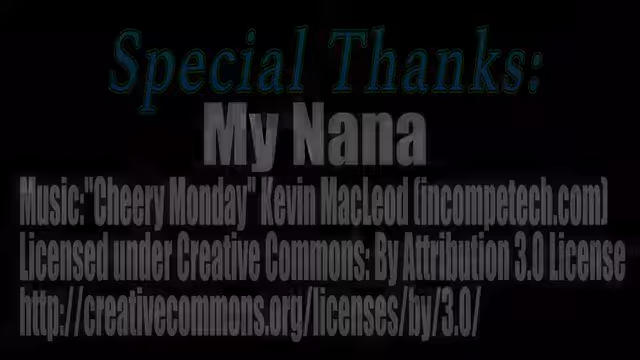 Special Thanks:
My Nana
Music:"Cheery Monday" Kevin MacLeod (incompetech.com)
Licensed under Creative Commons: By Attribution 3.0 License
http://creativecommons.org/licenses/by/3.0/